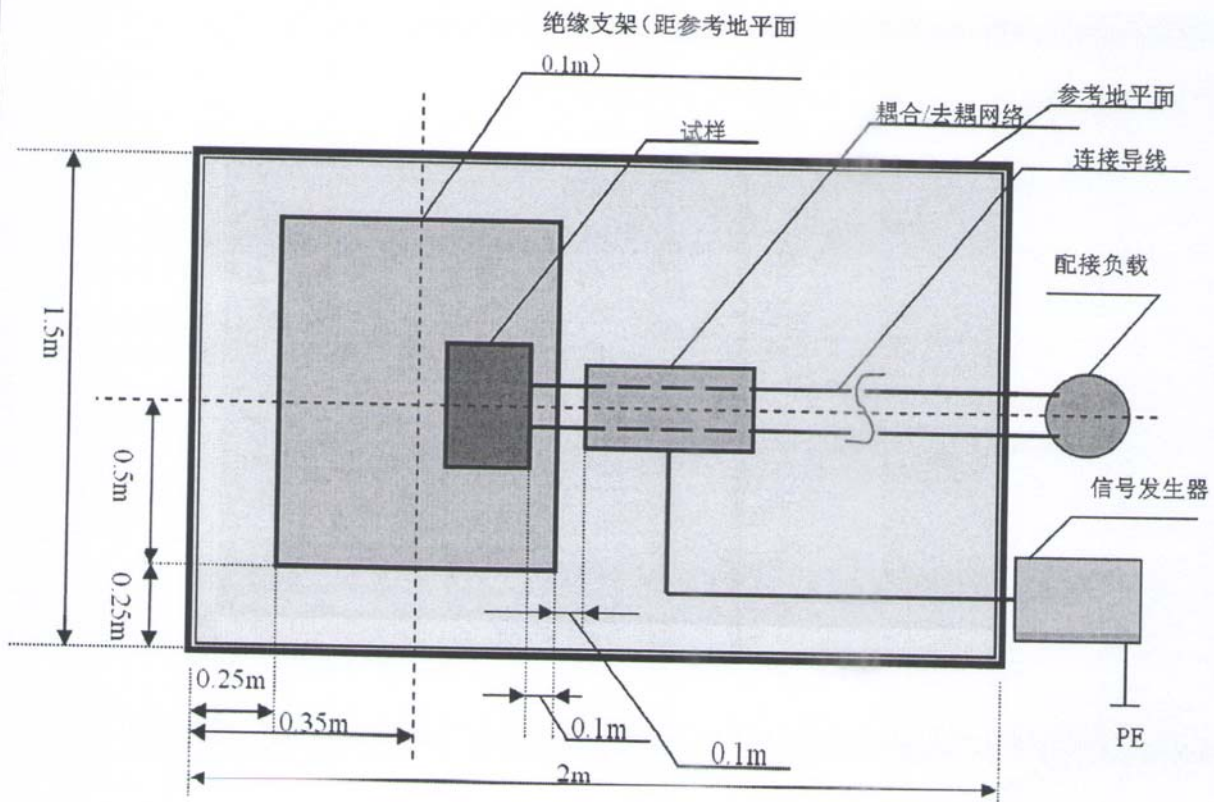 绝缘支架(距参考地平面
0.1m)
参考地平面
耦合/去耦网络
试样
连接导线
配接负载
1.5m
0.5m
信号发生器
0.25m
0.25m
0.35m
0.1m
0.1m
PE
2m